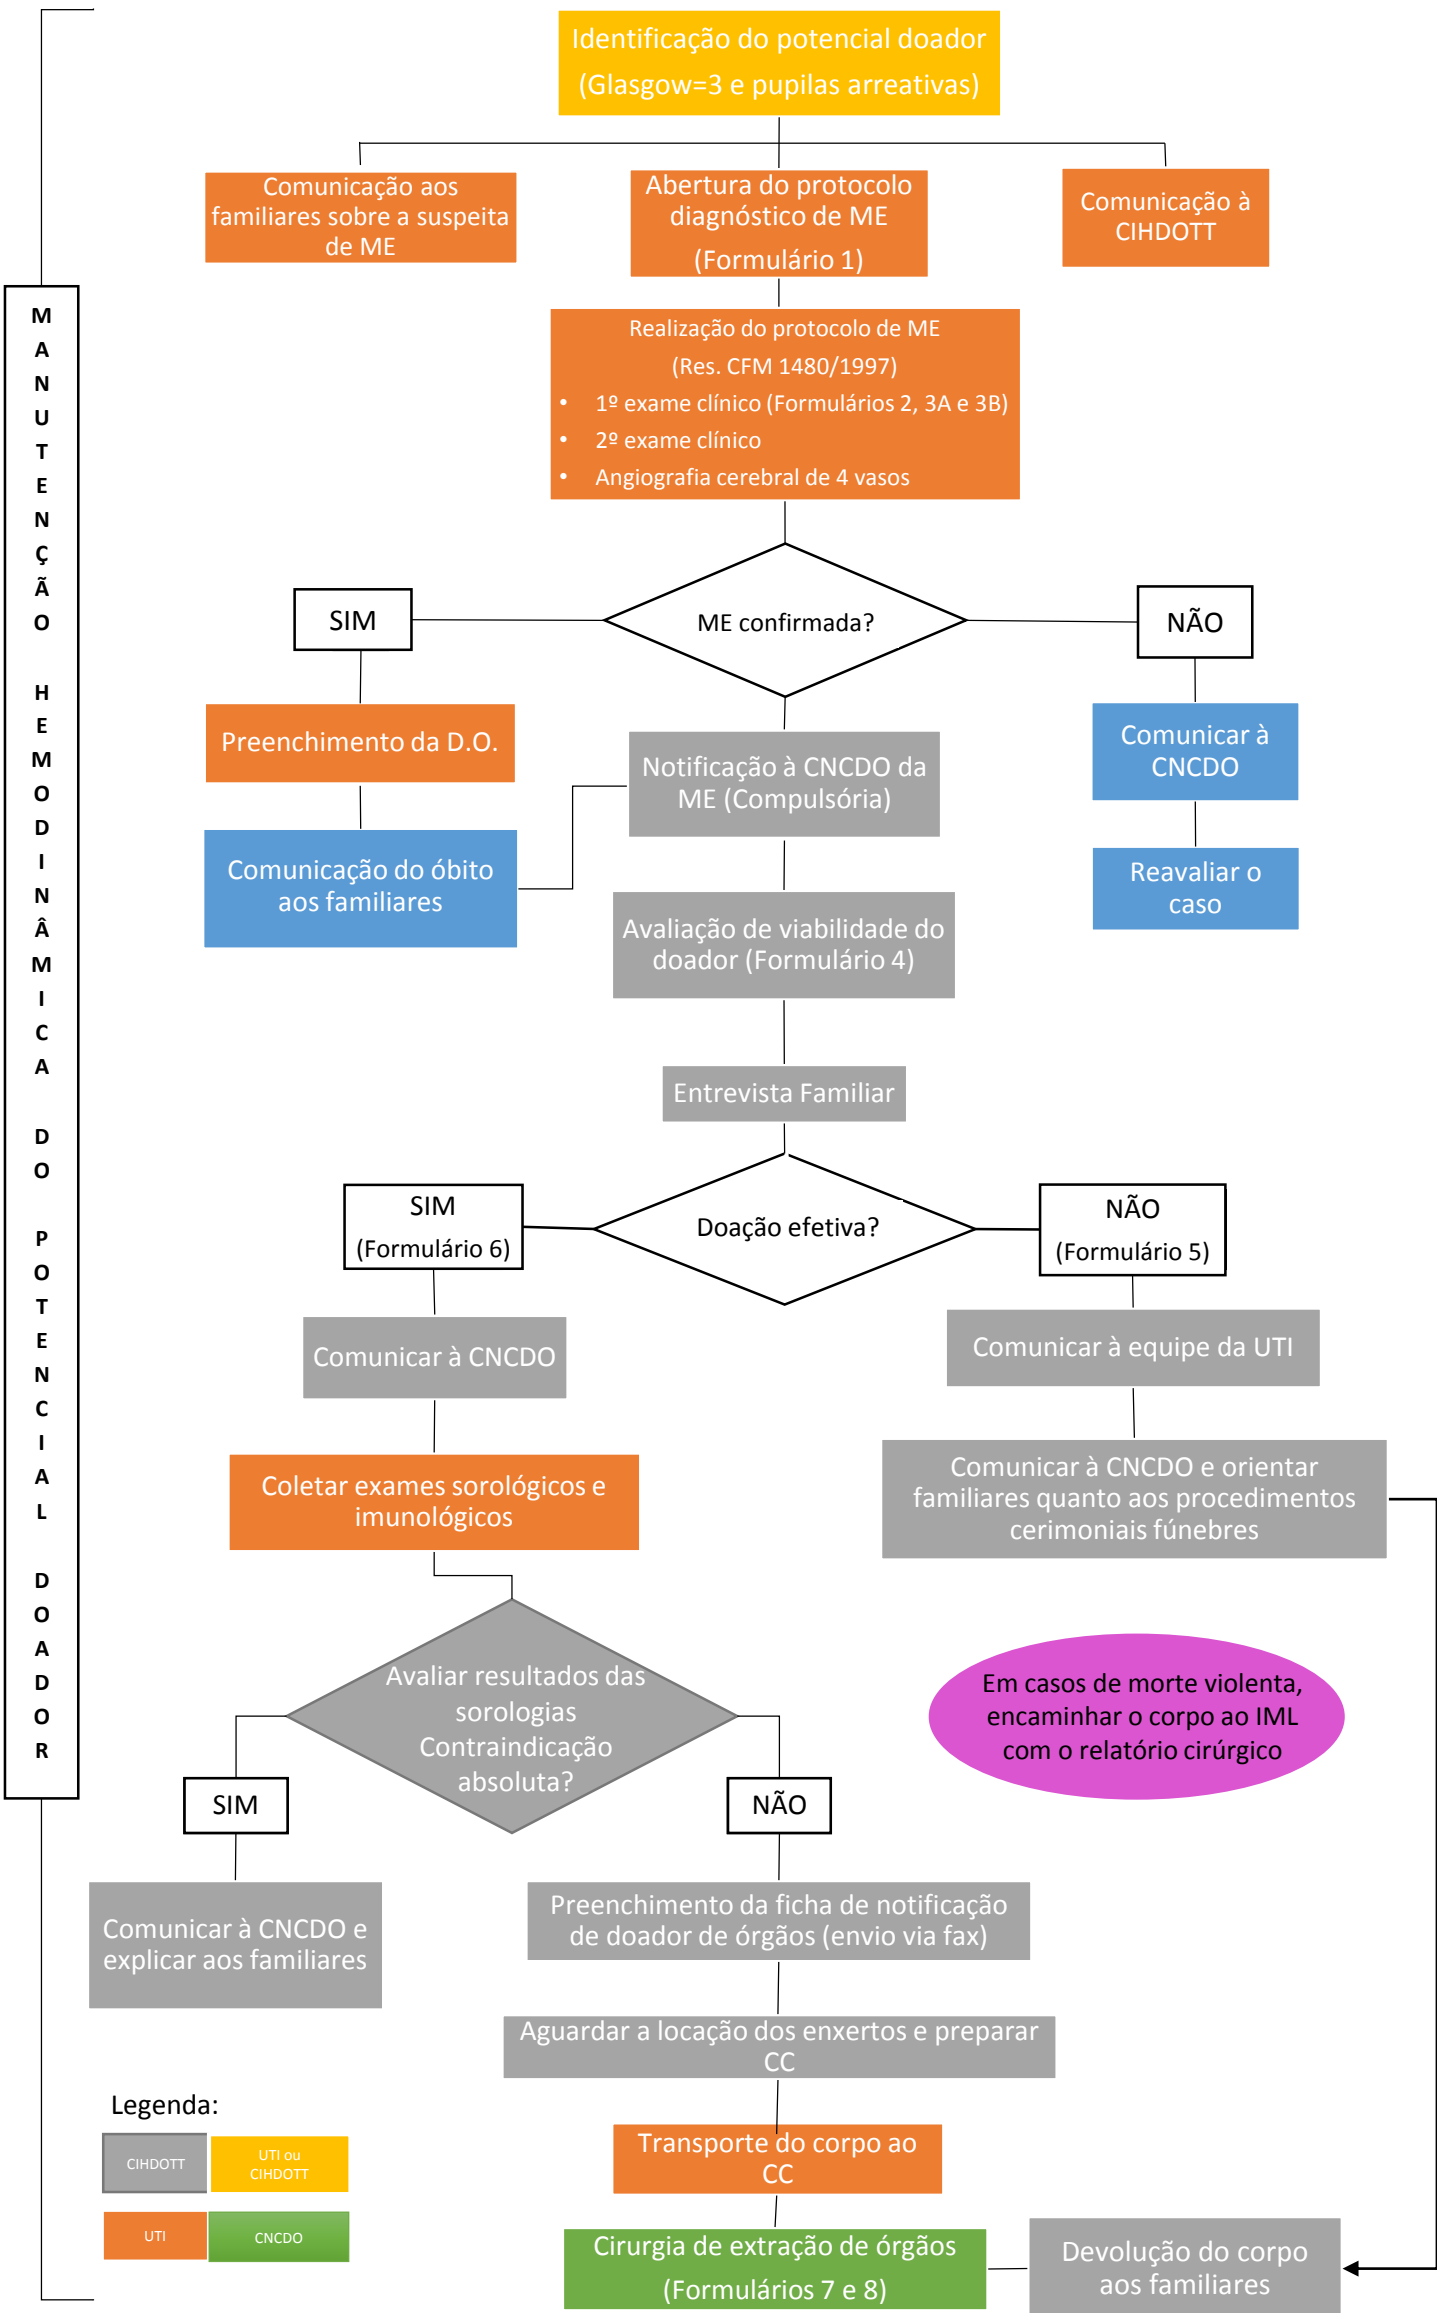 Identificação do potencial doador
(Glasgow=3 e pupilas arreativas)
Comunicação aos
familiares sobre a suspeita
de ME
Abertura do protocolo
diagnóstico de ME
(Formulário 1)
Comunicação à
CIHDOTT
Realização do protocolo de ME
(Res. CFM 1480/1997)
• 1º exame clínico (Formulários 2, 3A e 3B)
• 2º exame clínico
• Angiografia cerebral de 4 vasos
MANUTENÇÃO HEMODINÂMICA DO POTENCIAL DOADOR
SIM
ME confirmada?
NÃO
Preenchimento da D.O.
Notificação à CNCDO da
ME (Compulsória)
Comunicar à
CNCDO
Comunicação do óbito
aos familiares
Reavaliar o
caso
Avaliação de viabilidade do
doador (Formulário 4)
Entrevista Familiar
SIM
(Formulário 6)
Doação efetiva?
NÃO
(Formulário 5)
Comunicar à CNCDO
Comunicar à equipe da UTI
Coletar exames sorológicos e
imunológicos
Comunicar à CNCDO e orientar
familiares quanto aos procedimentos
cerimoniais fúnebres
Avaliar resultados das
sorologias
Contraindicação
absoluta?
Em casos de morte violenta,
encaminhar o corpo ao IML
com o relatório cirúrgico
SIM
NÃO
Comunicar à CNCDO e
explicar aos familiares
Preenchimento da ficha de notificação
de doador de órgãos (envio via fax)
Aguardar a locação dos enxertos e preparar
CC
Transporte do corpo ao
CC
Cirurgia de extração de órgãos
(Formulários 7 e 8)
Devolução do corpo
aos familiares
Legenda:
CIHDOTT
UTI ou
CIHDOTT
UTI
CNCDO